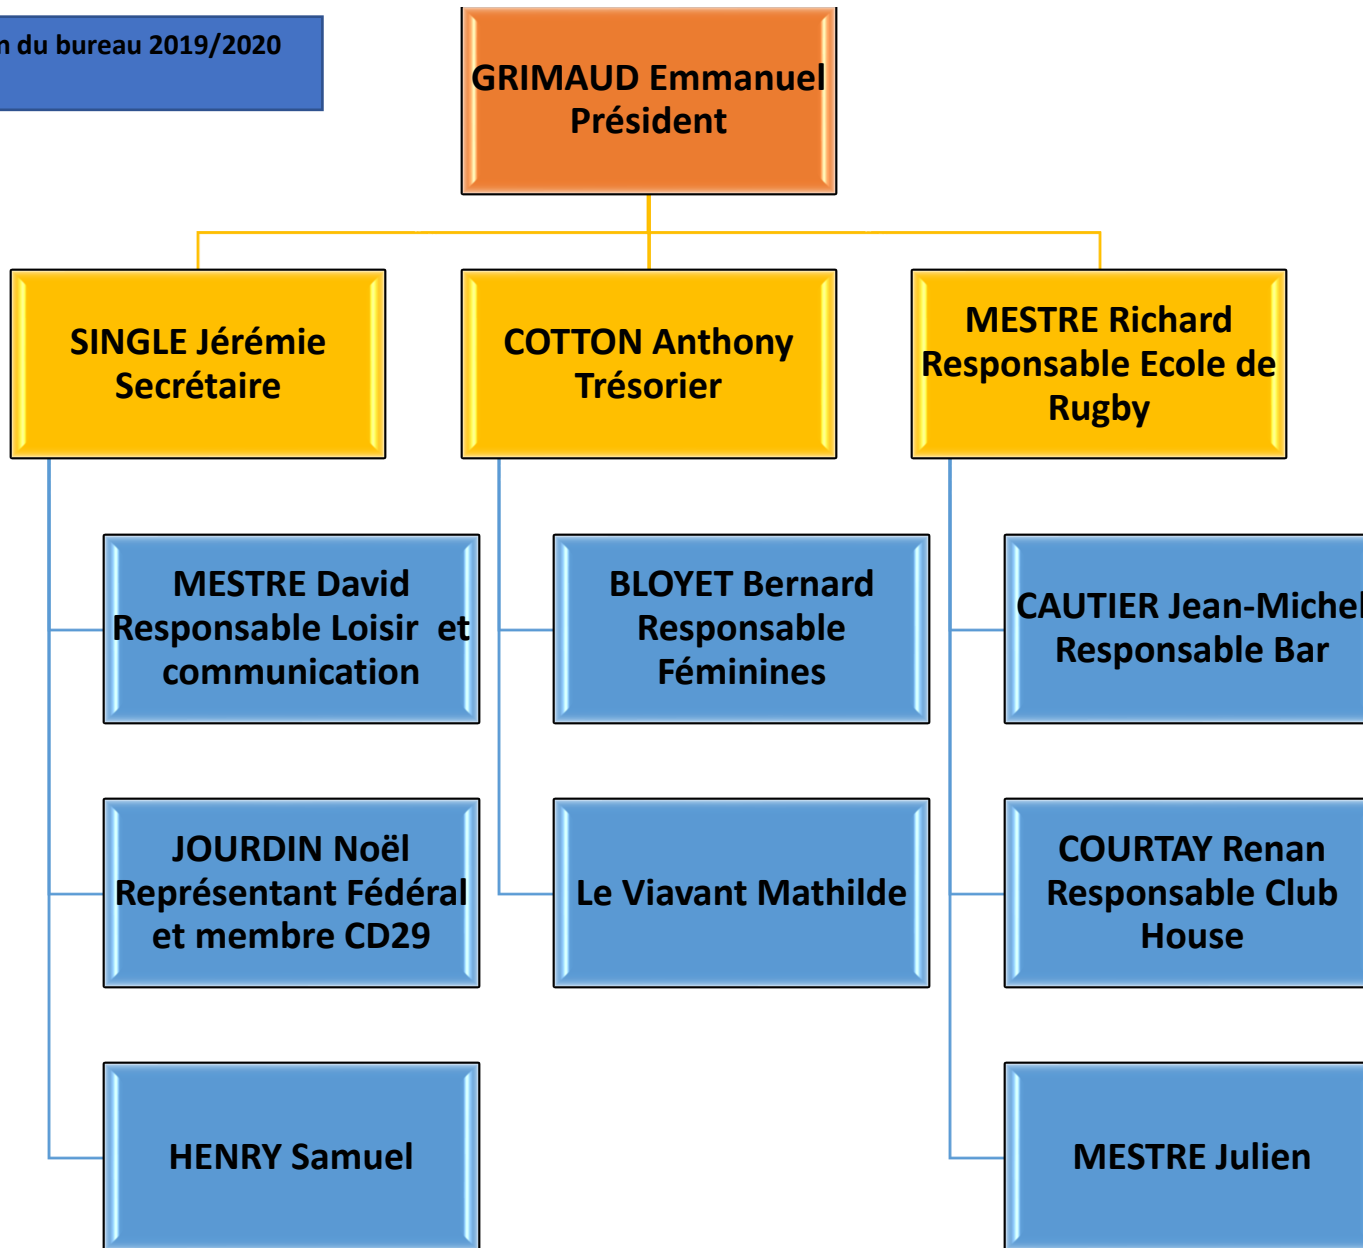 n du bureau 2019/2020
GRIMAUD Emmanuel
Président
SINGLE Jérémie
Secrétaire
COTTON Anthony
Trésorier
MESTRE Richard
Responsable Ecole de
Rugby
MESTRE David
Responsable Loisir et
communication
BLOYET Bernard
Responsable
Féminines
CAUTIER Jean-Michel
Responsable Bar
JOURDIN Noël
Représentant Fédéral
et membre CD29
Le Viavant Mathilde
COURTAY Renan
Responsable Club
House
HENRY Samuel
MESTRE Julien